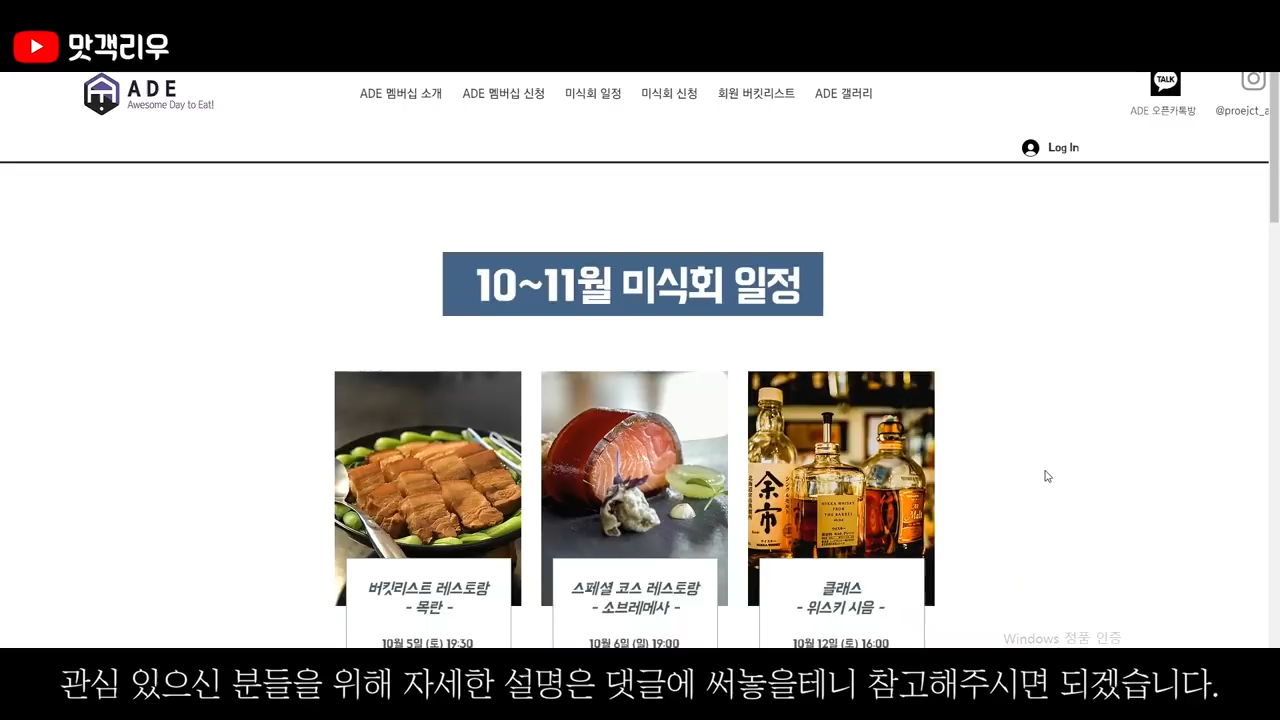 맛객리우
ADE
Awesome Day to Eat!
ADE 멤버십 소개
ADE 멤버십 신청
미식회 일정
미식회 신청
회원 버킷리스트
ADE 갤러리
TALK
ADE 오픈카톡방
@proejct_a
Log In
10~11월 미식회 일정
余市
NIKKA WHISKY
FROM
THE BARREL
버킷리스트 레스토랑
- 목란 -
10월 5일 (토) 19:30
스페셜 코스 레스토랑
- 소브레메사 -
10월 6일 (일) 19:00
클래스
- 위스키 시음 -
10월 12일 (토) 16:00
Windows 정품 인증
관심 있으신 분들을 위해 자세한 설명은 댓글에 써놓을테니 참고해주시면 되겠습니다.